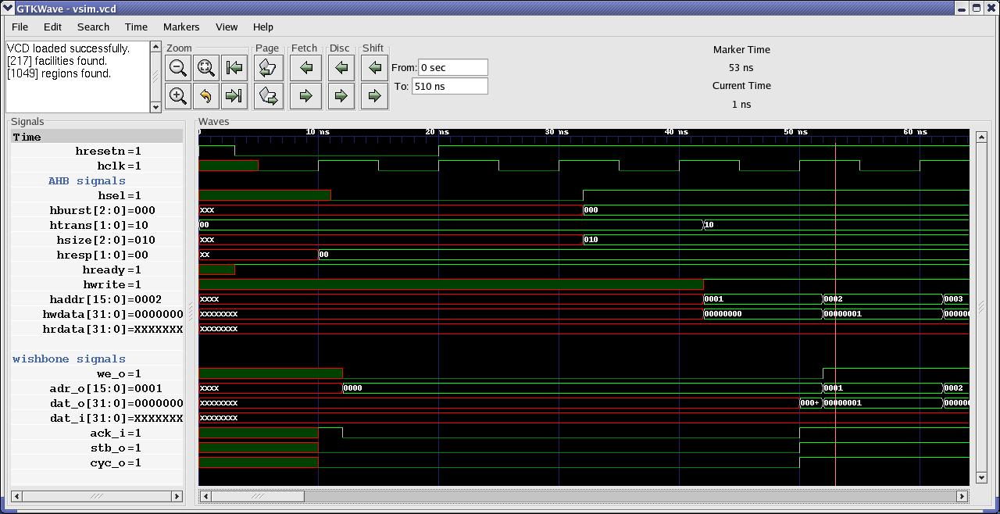 GTKWave - vsim.vcd
File Edit Search Time Markers View Help
VCD loaded successfully.
[217] facilities found.
[1049] regions found.
Zoom Page Fetch Disc Shift
From: 0 sec
To: 510 ns
Marker Time
53 ns
Current Time
1 ns
Signals
Waves
Time
0 10 ns 20 ns 30 ns 40 ns 50 ns 60 ns
hresetn=1
hclk=1
AHB signals
hsel=1
hburst[2:0]=000 xxx 000
htrans[1:0]=10 00 10
hsize[2:0]=010 xxx 010
hresp[1:0]=00 xx 00
hready=1
hwrite=1
haddr[15:0]=0002 xxxx 0001 0002 0003
hwdata[31:0]=0000000 xxxxxxxx 00000000 00000001 000000
hrdata[31:0]=XXXXXXX xxxxxxxx
wishbone signals
we_o=1
adr_o[15:0]=0001 xxxx 0000 0001 0002
dat_o[31:0]=0000000 xxxxxxxx 000+ 00000001 000000
dat_i[31:0]=XXXXXXX xxxxxxxx
ack_i=1
stb_o=1
cyc_o=1